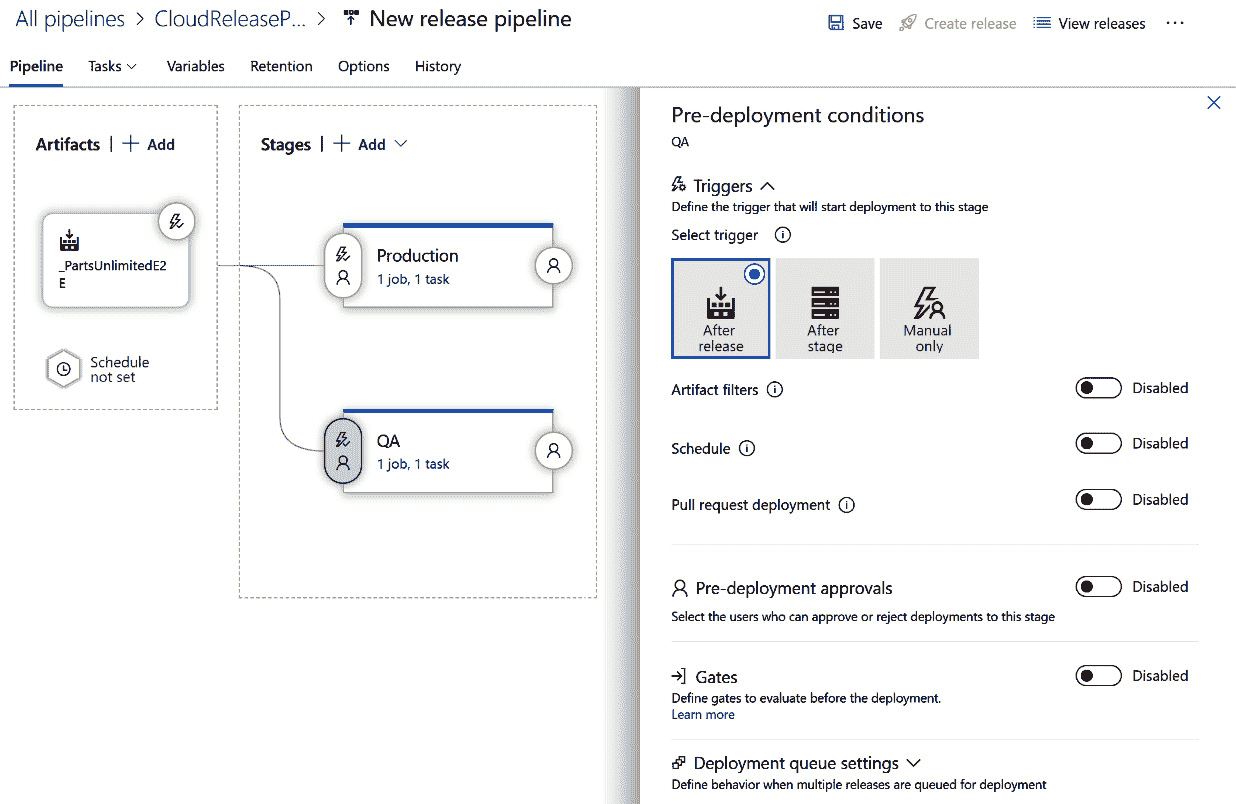 All pipelines > CloudReleaseP... > New release pipeline
Save Create release View releases ...
Pipeline Tasks Variables Retention Options History
Artifacts | + Add
Stages | + Add
_PartsUnlimitedE2
E
Schedule
not set
Production
1 job, 1 task
QA
1 job, 1 task
Pre-deployment conditions
QA
Triggers
Define the trigger that will start deployment to this stage
Select trigger
After
release
After
stage
Manual
only
Artifact filters Disabled
Schedule Disabled
Pull request deployment Disabled
Pre-deployment approvals Disabled
Select the users who can approve or reject deployments to this stage
Gates Disabled
Define gates to evaluate before the deployment.
Learn more
Deployment queue settings
Define behavior when multiple releases are queued for deployment